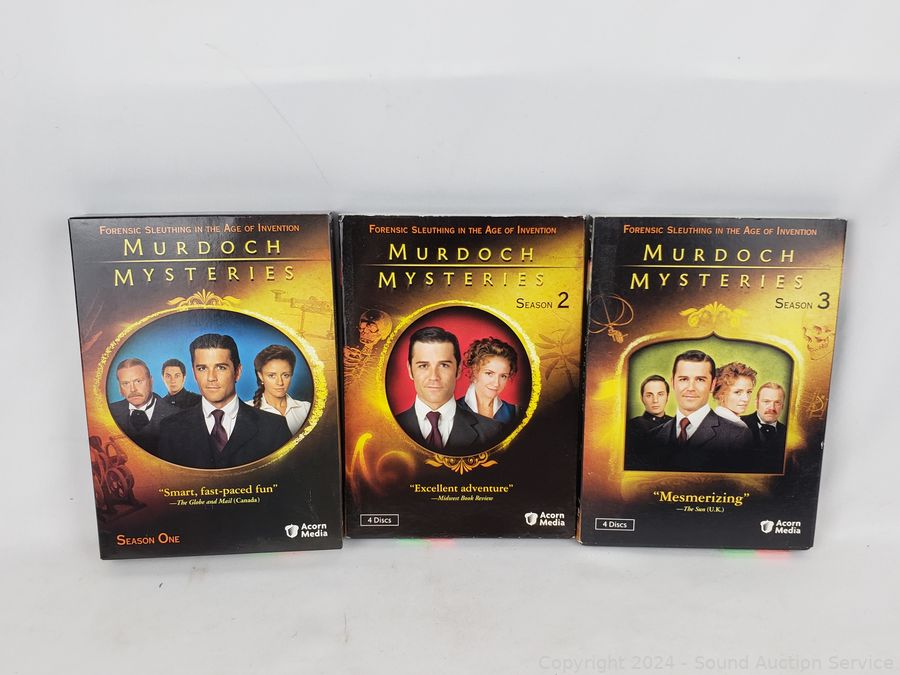 FORENSIC SLEUTHING IN THE AGE OF INVENTION
MURDOCH
MYSTERIES
"Smart, fast-paced fun"
—The Globe and Mail (Canada)
SEASON ONE
Acorn
Media
FORENSIC SLEUTHING IN THE AGE OF INVENTION
MURDOCH
MYSTERIES
SEASON 2
"Excellent adventure"
—Midwest Book Review
4 Discs
Acorn
Media
FORENSIC SLEUTHING IN THE AGE OF INVENTION
MURDOCH
MYSTERIES
SEASON 3
"Mesmerizing"
—The Sun (U.K.)
4 Discs
Acorn
Media
Copyright 2024 - Sound Auction Service